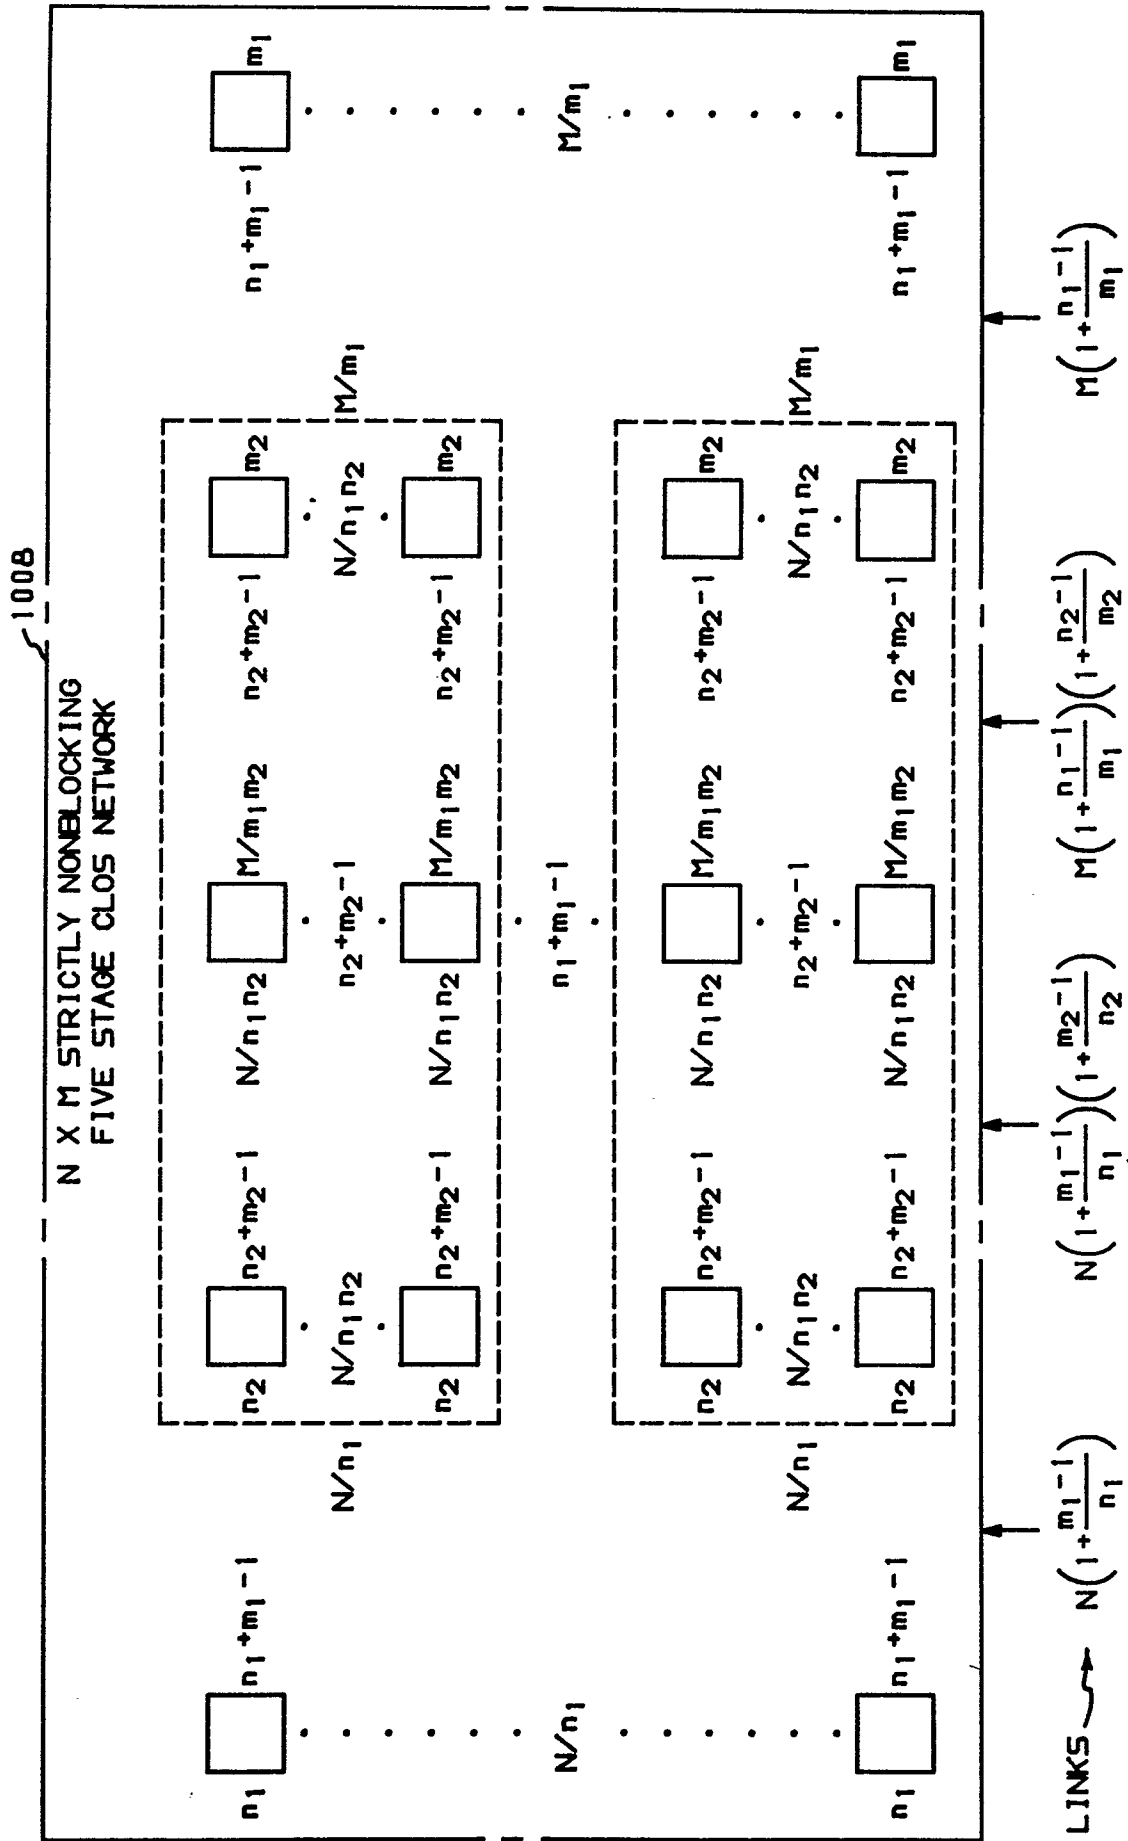 1008
N X M STRICTLY NONBLOCKING
FIVE STAGE CLOS NETWORK
n₁ n₁+m₁-1 n₂ n₂+m₂-1 N/n₁n₂ M/m₁m₂ n₂+m₂-1 m₂ n₁+m₁-1 m₁
N/n₁ N/n₁n₂ n₂+m₂-1 N/n₁n₂ M/m₁
n₂ n₂+m₂-1 N/n₁n₂ M/m₁m₂ n₂+m₂-1 m₂
N/n₁ n₁+m₁-1 M/m₁
n₂ n₂+m₂-1 N/n₁n₂ M/m₁m₂ n₂+m₂-1 m₂
N/n₁ N/n₁n₂ n₂+m₂-1 N/n₁n₂ M/m₁
n₁ n₁+m₁-1 n₂ n₂+m₂-1 N/n₁n₂ M/m₁m₂ n₂+m₂-1 m₂ n₁+m₁-1 m₁
LINKS N(1+(m₁-1)/n₁) N(1+(m₁-1)/n₁)(1+(m₂-1)/n₂) M(1+(n₁-1)/m₁)(1+(n₂-1)/m₂) M(1+(n₁-1)/m₁)